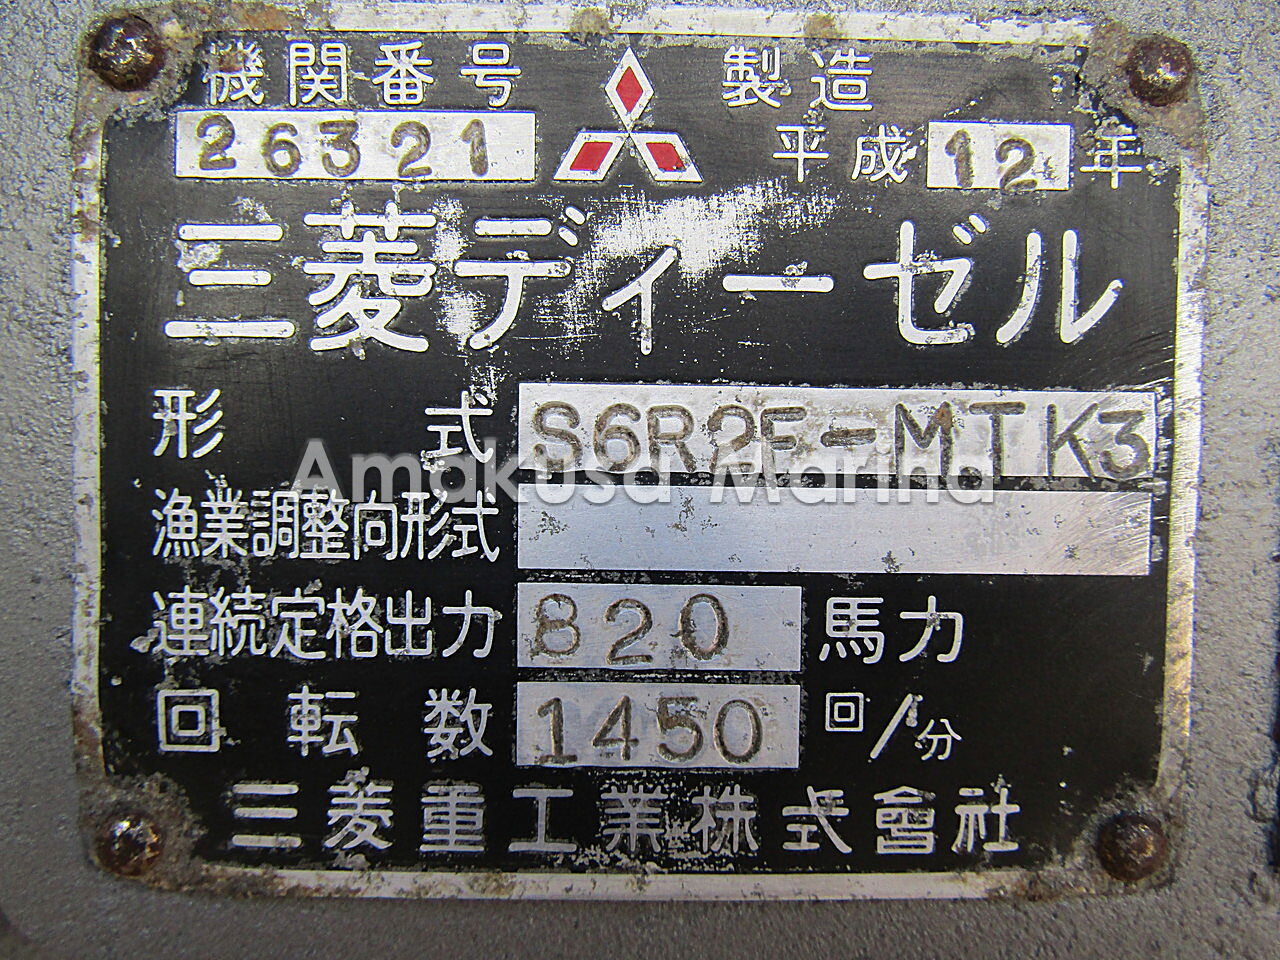 機関番号 製造
26321 平成 12 年
三菱ディーゼル
形式 S6R2F-MTK3
Amakusa Marina
漁業調整向形式
連続定格出力 820 馬力
回転数 1450 回/分
三菱重工業株式會社